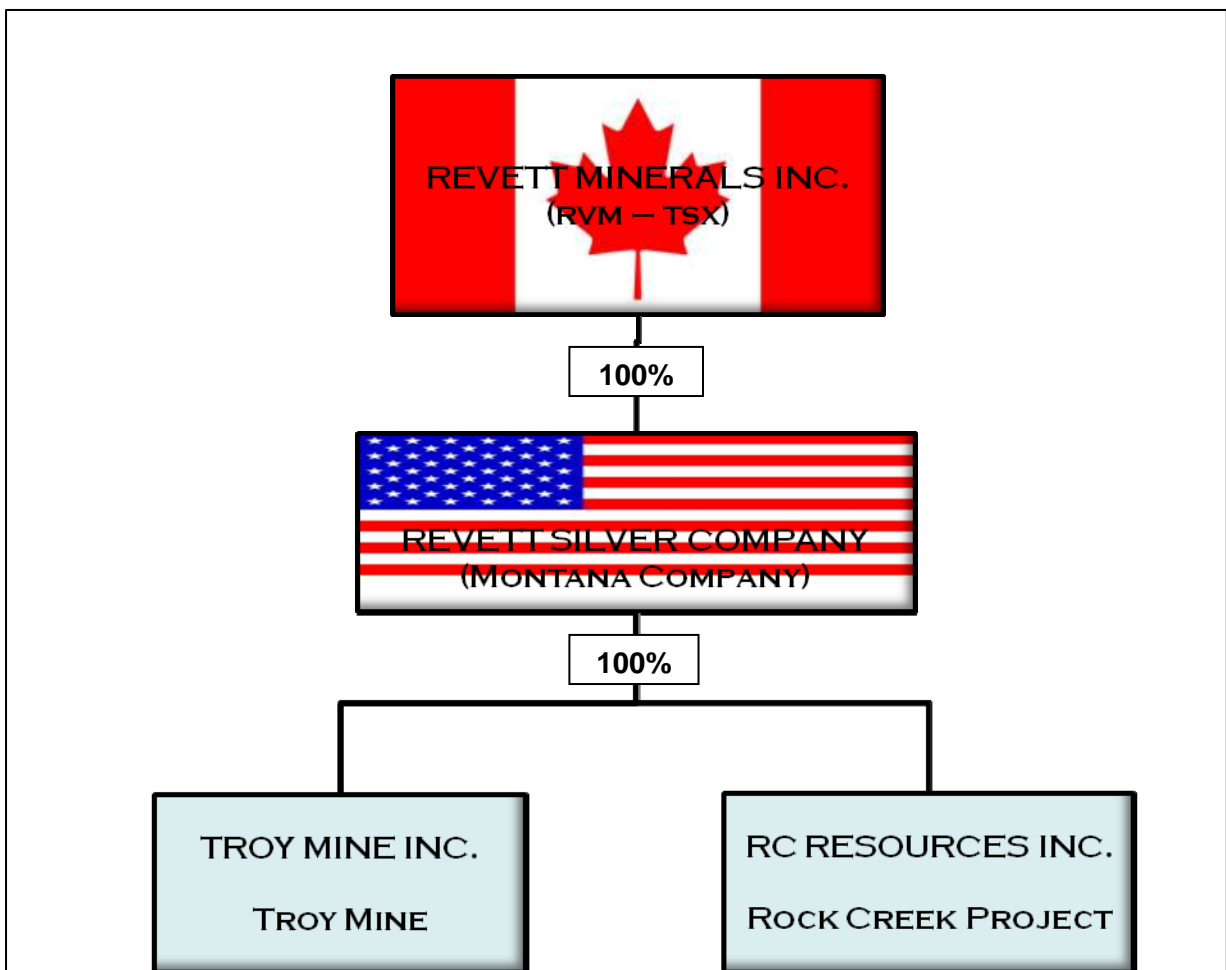 REVETT MINERALS INC.
(RVM – TSX)
100%
REVETT SILVER COMPANY
(MONTANA COMPANY)
100%
TROY MINE INC.
TROY MINE
RC RESOURCES INC.
ROCK CREEK PROJECT